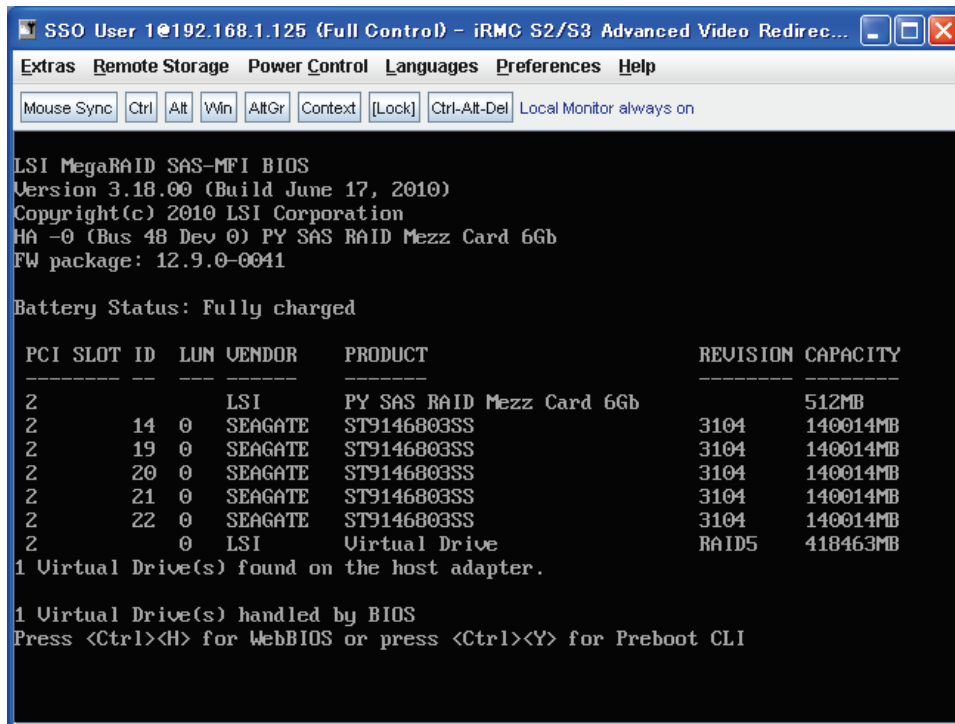 SSO User 1@192.168.1.125 (Full Control) - iRMC S2/S3 Advanced Video Redirec...
Extras Remote Storage Power Control Languages Preferences Help
Mouse Sync Ctrl Alt Win AltGr Context [Lock] Ctrl-Alt-Del Local Monitor always on
LSI MegaRAID SAS-MFI BIOS
Version 3.18.00 (Build June 17, 2010)
Copyright(c) 2010 LSI Corporation
HA -0 (Bus 48 Dev 0) PY SAS RAID Mezz Card 6Gb
FW package: 12.9.0-0041
Battery Status: Fully charged
PCI SLOT ID LUN VENDOR PRODUCT REVISION CAPACITY
-------- -- --- ------ ------- -------- --------
2 LSI PY SAS RAID Mezz Card 6Gb 512MB
2 14 0 SEAGATE ST9146803SS 3104 140014MB
2 19 0 SEAGATE ST9146803SS 3104 140014MB
2 20 0 SEAGATE ST9146803SS 3104 140014MB
2 21 0 SEAGATE ST9146803SS 3104 140014MB
2 22 0 SEAGATE ST9146803SS 3104 140014MB
2 0 LSI Virtual Drive RAID5 418463MB
1 Virtual Drive(s) found on the host adapter.
1 Virtual Drive(s) handled by BIOS
Press <Ctrl><H> for WebBIOS or press <Ctrl><Y> for Preboot CLI